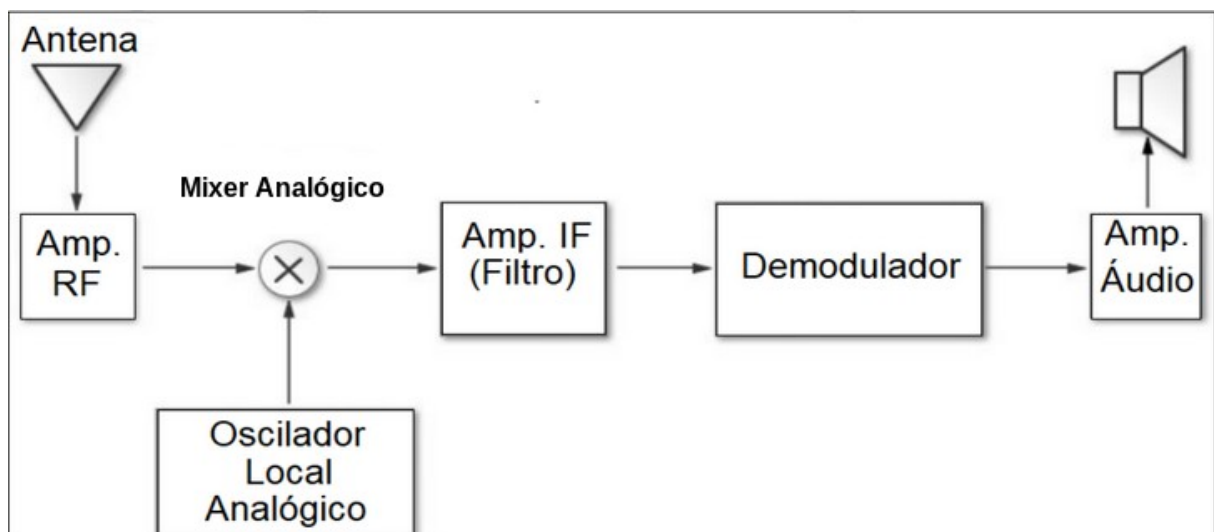 Antena
Mixer Analógico
Amp.
RF
Amp. IF
(Filtro)
Demodulador
Amp.
Áudio
Oscilador
Local
Analógico